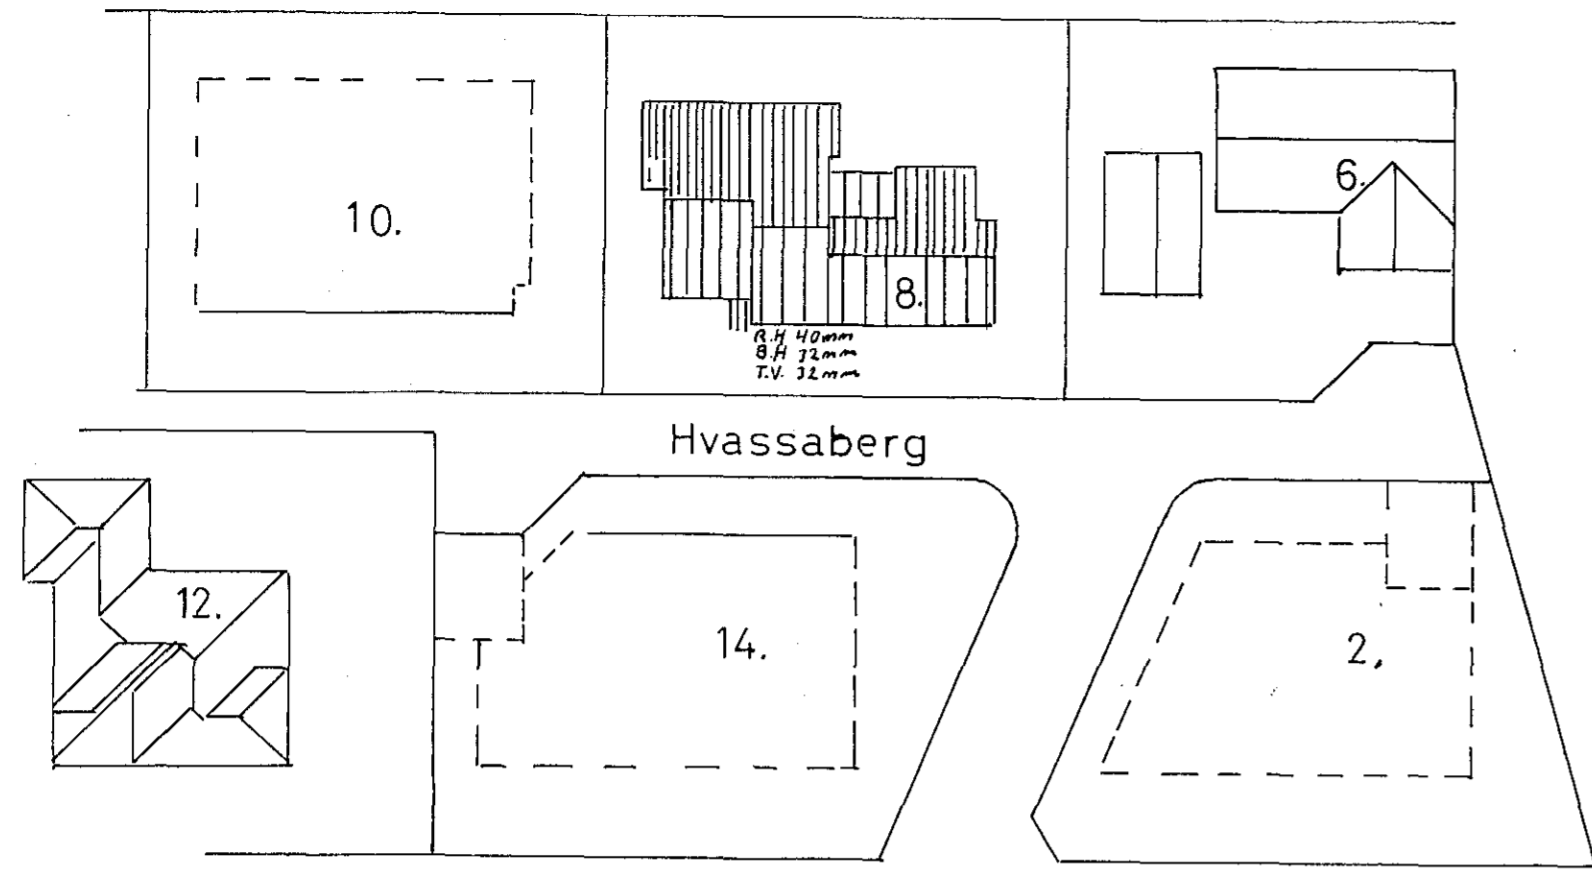 10.
8.
6.
R.H 40mm
B.H 32mm
T.V. 32mm
Hvassaberg
12.
14.
2,